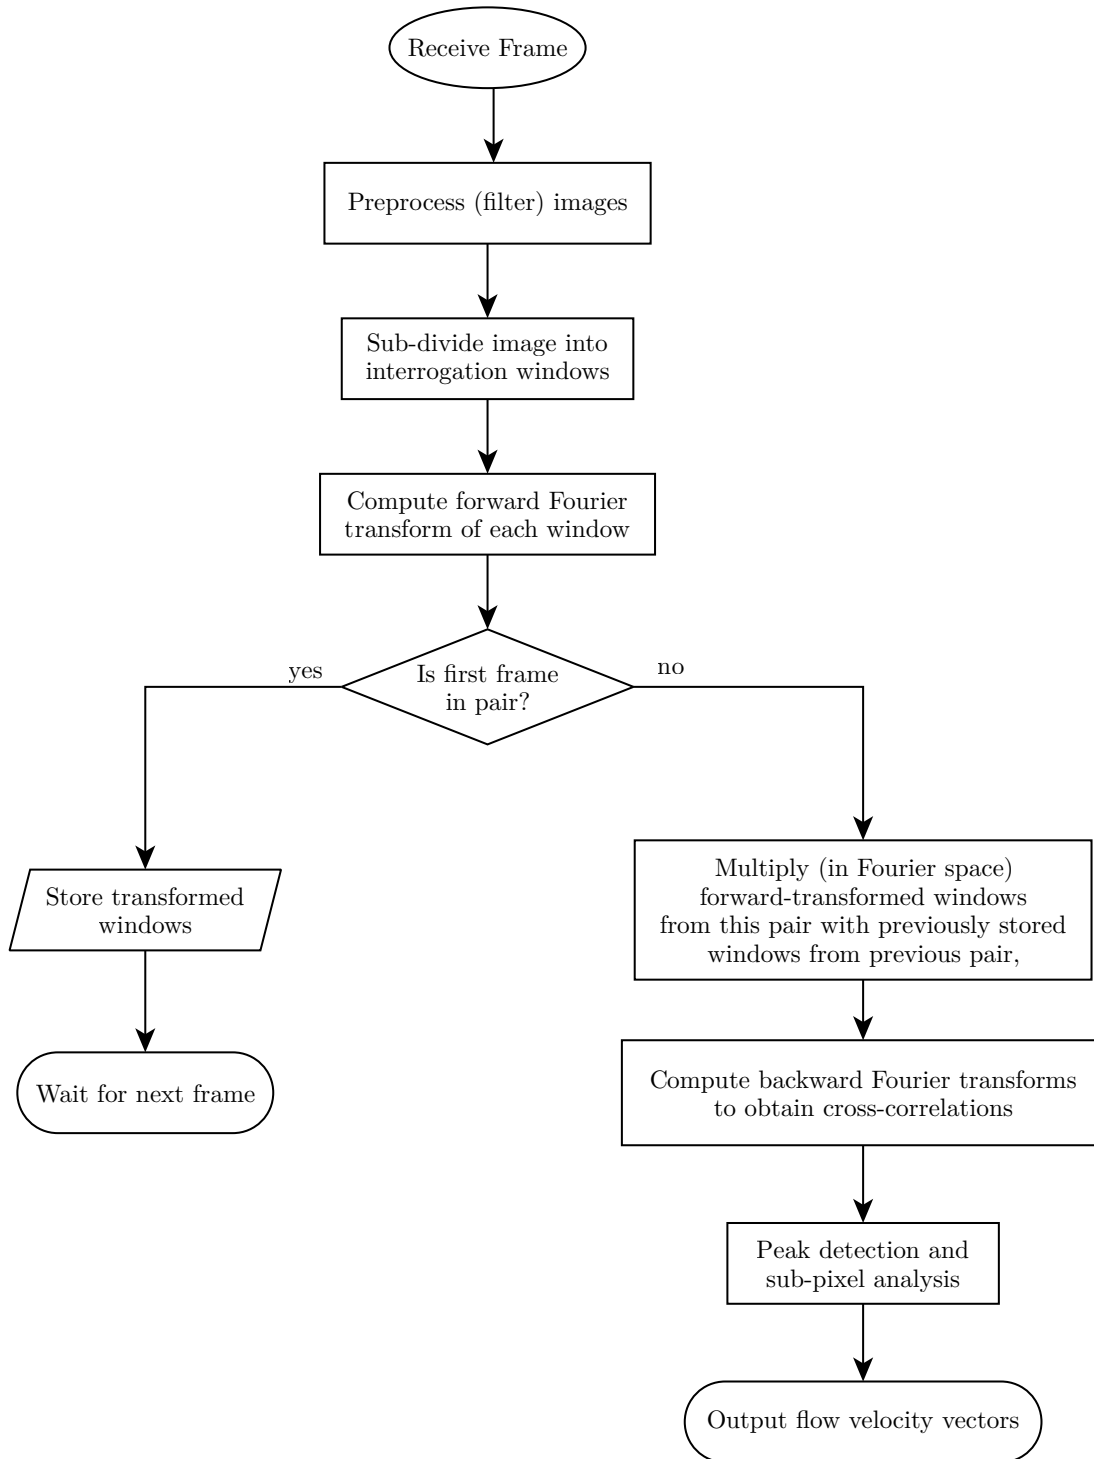 Receive Frame
Preprocess (filter) images
Sub-divide image into
interrogation windows
Compute forward Fourier
transform of each window
Is first frame
in pair?
yes
no
Store transformed
windows
Wait for next frame
Multiply (in Fourier space)
forward-transformed windows
from this pair with previously stored
windows from previous pair,
Compute backward Fourier transforms
to obtain cross-correlations
Peak detection and
sub-pixel analysis
Output flow velocity vectors